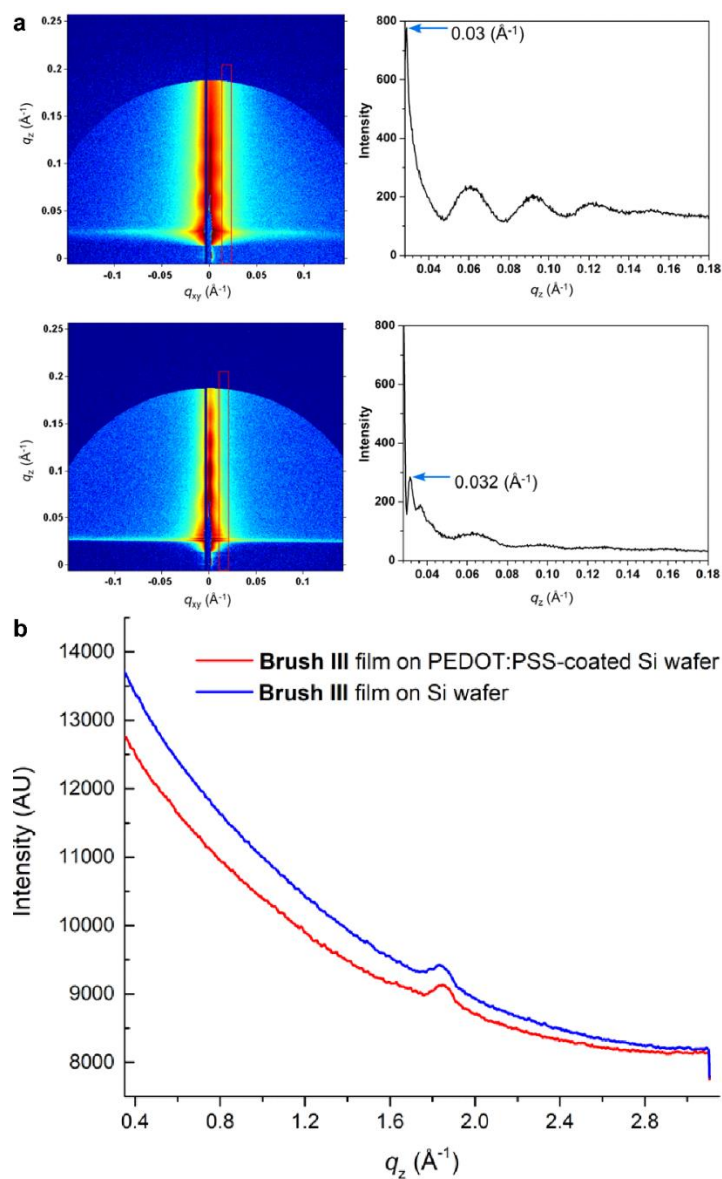 a
0.25
0.2
0.15
0.1
0.05
0
qz (Å-1)
-0.1 -0.05 0 0.05 0.1
qxy (Å-1)
800
600
400
200
0
Intensity
0.03 (Å-1)
0.04 0.06 0.08 0.10 0.12 0.14 0.16 0.18
qz (Å-1)
0.25
0.2
0.15
0.1
0.05
0
qz (Å-1)
-0.1 -0.05 0 0.05 0.1
qxy (Å-1)
800
600
400
200
0
Intensity
0.032 (Å-1)
0.04 0.06 0.08 0.10 0.12 0.14 0.16 0.18
qz (Å-1)
b
14000
13000
12000
11000
10000
9000
8000
Intensity (AU)
Brush III film on PEDOT:PSS-coated Si wafer
Brush III film on Si wafer
0.4 0.8 1.2 1.6 2.0 2.4 2.8
qz (Å-1)